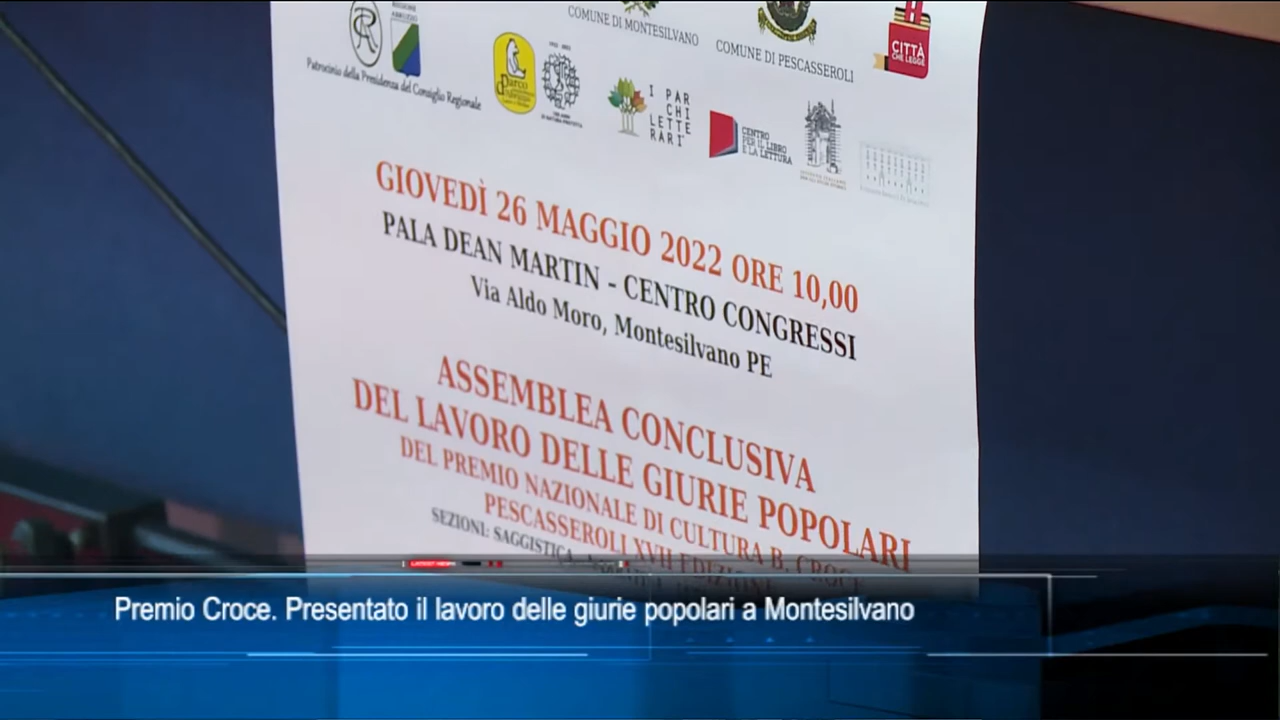 COMUNE DI MONTESILVANO
COMUNE DI PESCASSEROLI
CITTÀ
CHE LEGGE
Patrocinio della Presidenza del Consiglio Regionale
Parco
I PAR
CHI
LETTE
RARI
CENTRO
PER IL LIBRO
E LA LETTURA
GIOVEDÌ 26 MAGGIO 2022 ORE 10,00
PALA DEAN MARTIN - CENTRO CONGRESSI
Via Aldo Moro, Montesilvano PE
ASSEMBLEA CONCLUSIVA
DEL LAVORO DELLE GIURIE POPOLARI
DEL PREMIO NAZIONALE DI CULTURA B. CROCE
PESCASSEROLI XVII EDIZIONE
SEZIONI: SAGGISTICA
LATEST NEWS
Premio Croce. Presentato il lavoro delle giurie popolari a Montesilvano